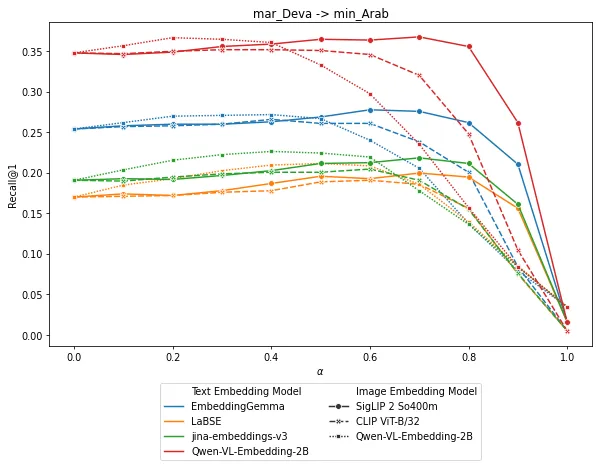 mar_Deva -> min_Arab
Recall@1
0.35
0.30
0.25
0.20
0.15
0.10
0.05
0.00
0.0 0.2 0.4 0.6 0.8 1.0
α
Text Embedding Model Image Embedding Model
EmbeddingGemma SigLIP 2 So400m
LaBSE CLIP ViT-B/32
jina-embeddings-v3 Qwen-VL-Embedding-2B
Qwen-VL-Embedding-2B